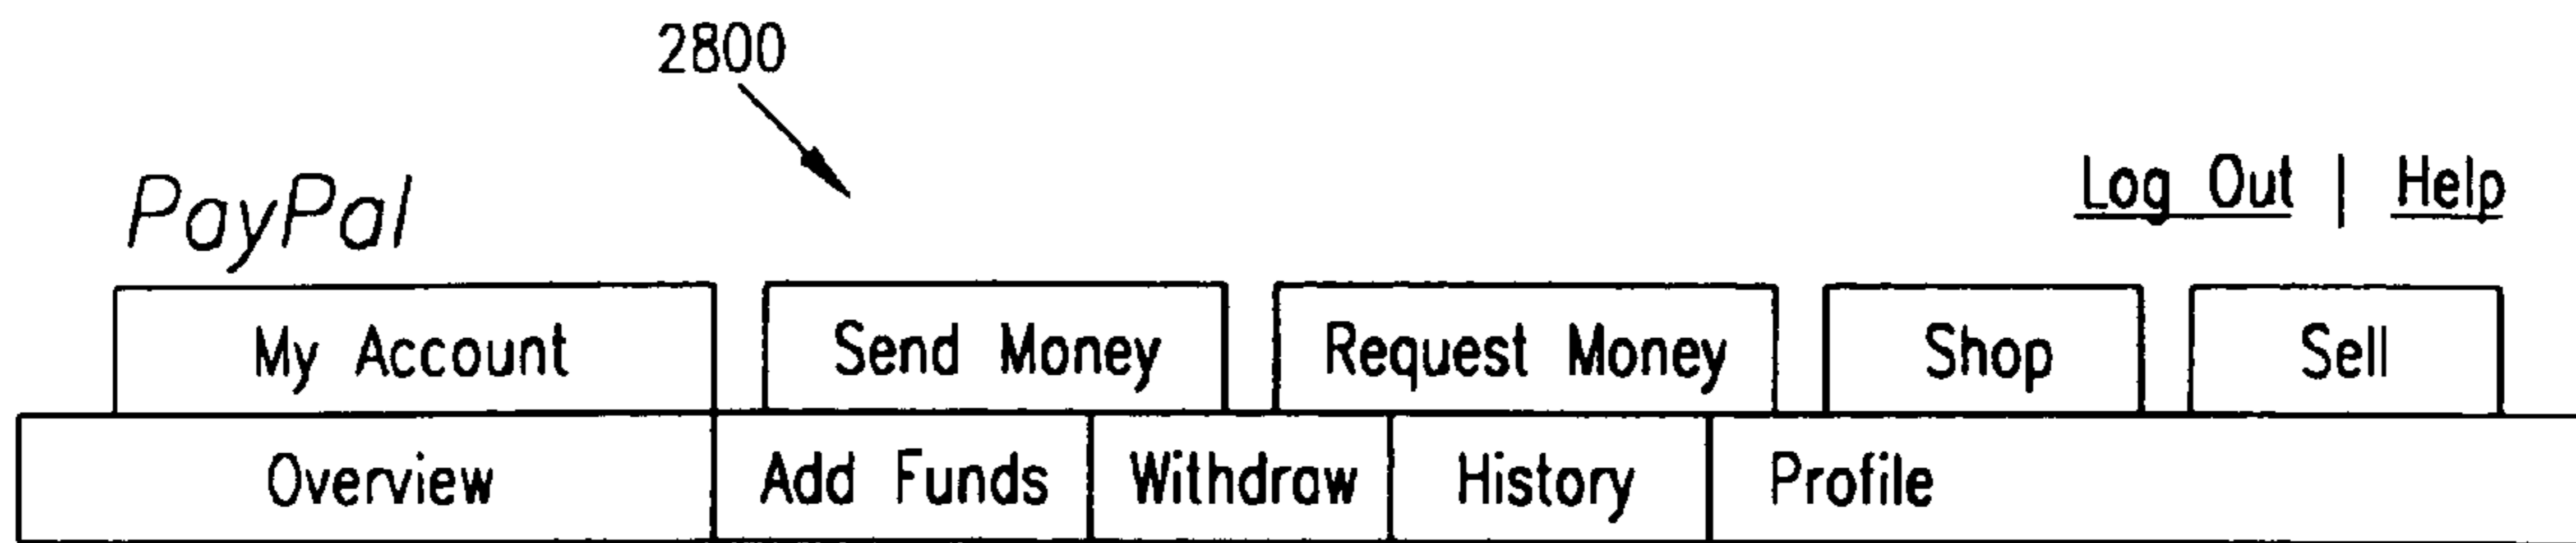 2800
PayPal
Log Out | Help
My Account Send Money Request Money Shop Sell
Overview Add Funds Withdraw History Profile